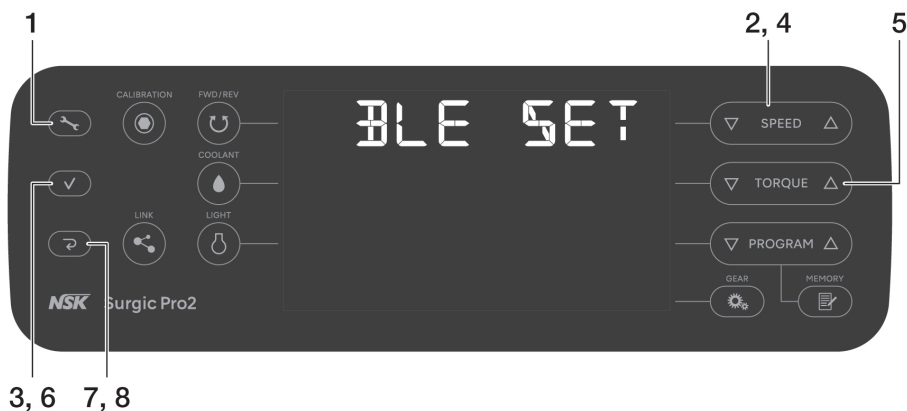 1
2, 4
5
CALIBRATION
FWD/REV
BLE SET
SPEED
COOLANT
TORQUE
LINK
LIGHT
PROGRAM
GEAR
MEMORY
NSK Surgic Pro2
3, 6
7, 8